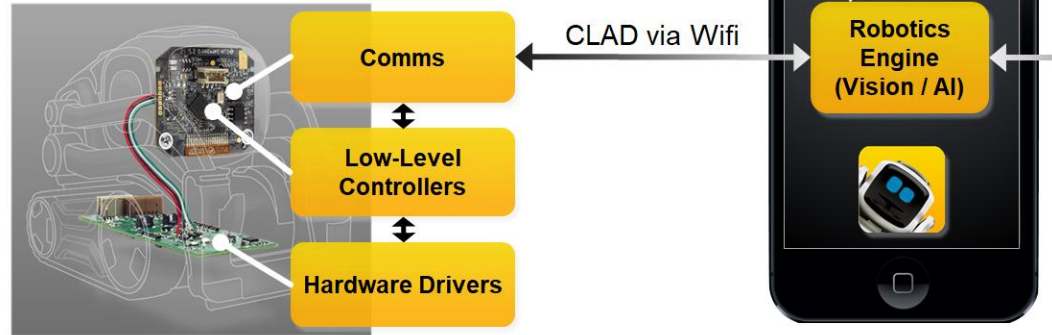 Comms
CLAD via Wifi
Robotics
Engine
(Vision / AI)
Low-Level
Controllers
Hardware Drivers